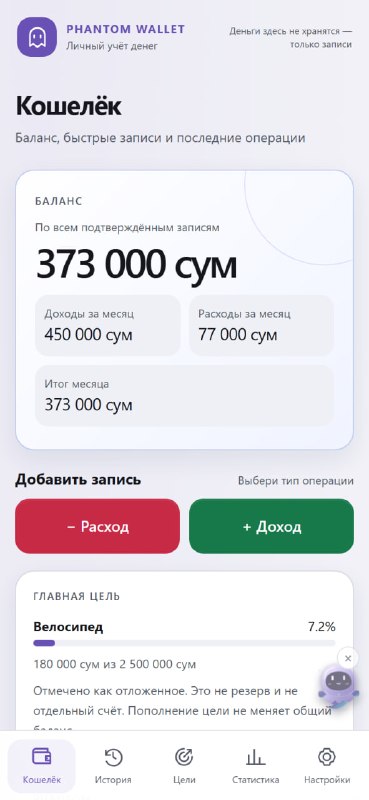 PHANTOM WALLET
Личный учёт денег
Деньги здесь не хранятся —
только записи
Кошелёк
Баланс, быстрые записи и последние операции
БАЛАНС
По всем подтверждённым записям
373 000 сум
Доходы за месяц
450 000 сум
Расходы за месяц
77 000 сум
Итог месяца
373 000 сум
Добавить запись
Выбери тип операции
− Расход
+ Доход
ГЛАВНАЯ ЦЕЛЬ
Велосипед
7.2%
180 000 сум из 2 500 000 сум
Отмечено как отложенное. Это не резерв и не
отдельный счёт. Пополнение цели не меняет общий
Кошелёк
История
Цели
Статистика
Настройки